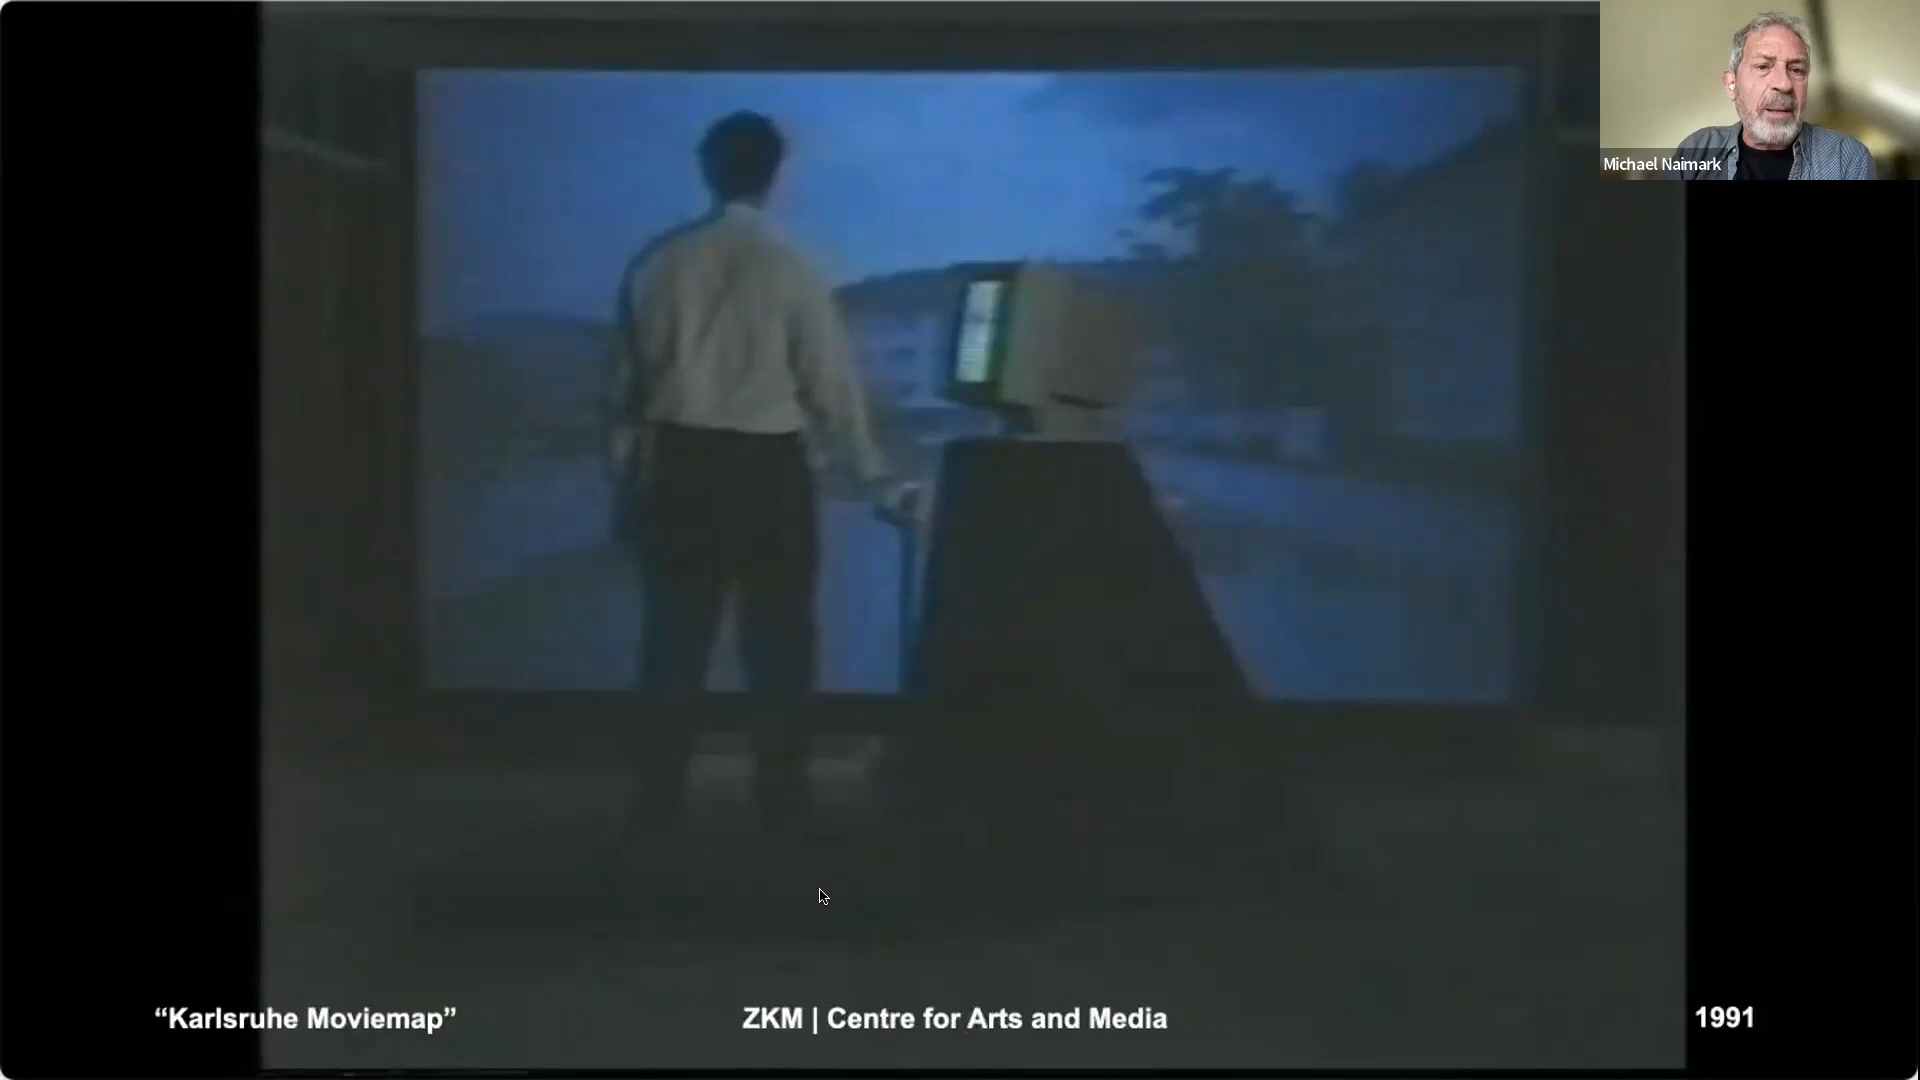 Michael Naimark
“Karlsruhe Moviemap”
ZKM | Centre for Arts and Media
1991